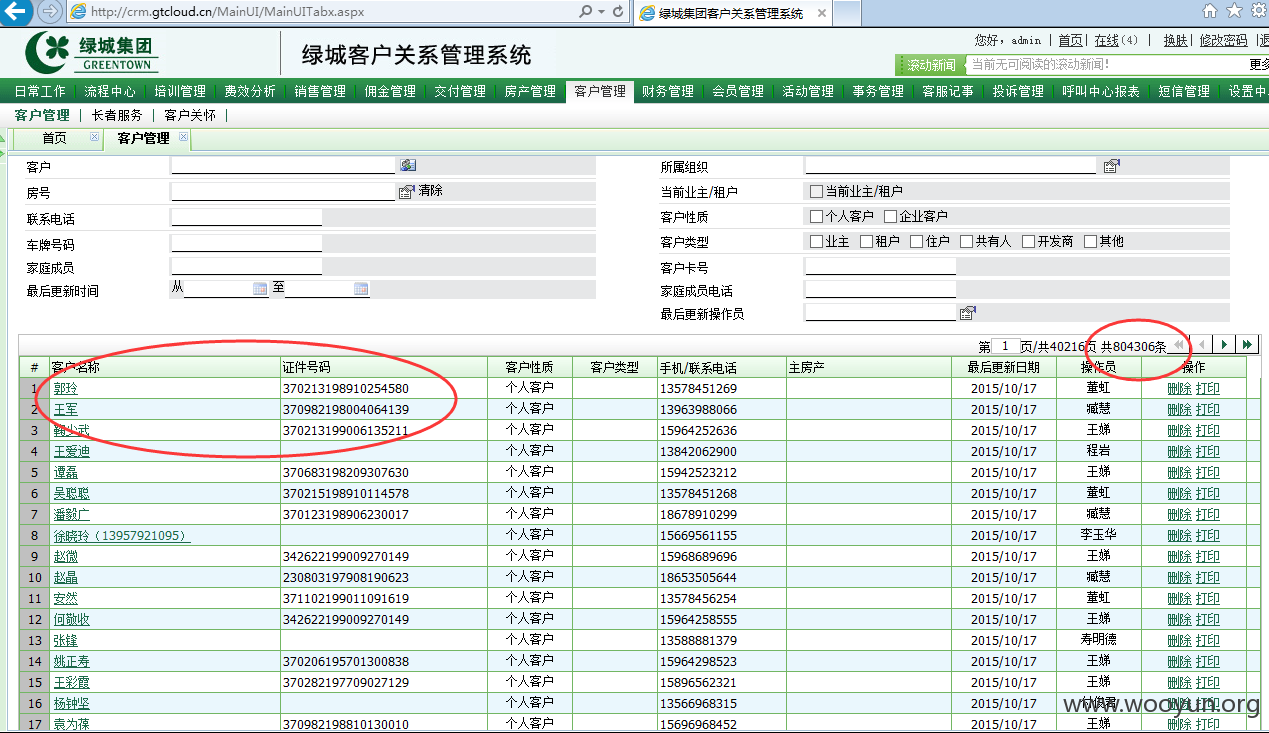 http://crm.gtcloud.cn/MainUI/MainUITabx.aspx 绿城集团客户关系管理系统
绿城集团 GREENTOWN 绿城客户关系管理系统
您好, admin | 首页| 在线(4) | 换肤| 修改密码 |退
滚动新闻 当前无可阅读的滚动新闻! 更多
日常工作 流程中心 培训管理 费效分析 销售管理 佣金管理 交付管理 房产管理 客户管理 财务管理 会员管理 活动管理 事务管理 客服记事 投诉管理 呼叫中心报表 短信管理 设置中
客户管理 | 长者服务 | 客户关怀 |
首页 客户管理
客户 所属组织
房号 清除 当前业主/租户 当前业主/租户
联系电话 客户性质 个人客户 企业客户
车牌号码 客户类型 业主 租户 住户 共有人 开发商 其他
家庭成员 客户卡号
最后更新时间 从 至 家庭成员电话
最后更新操作员
第 1 页/共40216页 共804306条
# 客户名称 证件号码 客户性质 客户类型 手机/联系电话 主房产 最后更新日期 操作员 操作
1 郭玲 370213198910254580 个人客户 13578451269 2015/10/17 董虹 删除 打印
2 王军 370982198004064139 个人客户 13963988066 2015/10/17 臧慧 删除 打印
3 鞠少武 370213199006135211 个人客户 15964252636 2015/10/17 王娣 删除 打印
4 王爱迪 个人客户 13842062900 2015/10/17 程岩 删除 打印
5 谭磊 370683198209307630 个人客户 15942523212 2015/10/17 王娣 删除 打印
6 吴聪聪 370215198910114578 个人客户 13578451268 2015/10/17 董虹 删除 打印
7 潘毅广 370123198906230017 个人客户 18678910299 2015/10/17 臧慧 删除 打印
8 徐晓玲（13957921095） 个人客户 15669561155 2015/10/17 李玉华 删除 打印
9 赵微 342622199009270149 个人客户 15968689696 2015/10/17 王娣 删除 打印
10 赵晶 230803197908190623 个人客户 18653505644 2015/10/17 臧慧 删除 打印
11 安然 371102199011091619 个人客户 13578456254 2015/10/17 董虹 删除 打印
12 何敬收 342622199009270149 个人客户 15964258555 2015/10/17 王娣 删除 打印
13 张锋 个人客户 13588881379 2015/10/17 寿明德 删除 打印
14 姚正寿 370206195701300838 个人客户 15964298523 2015/10/17 王娣 删除 打印
15 王彩霞 370282197709027129 个人客户 15896562321 2015/10/17 王娣 删除 打印
16 杨钟坚 个人客户 13566968315 2015/10/17 删除 打印
17 袁为葆 370982198810130010 个人客户 15696968452 2015/10/17 王娣 删除 打印
www.wooyun.org